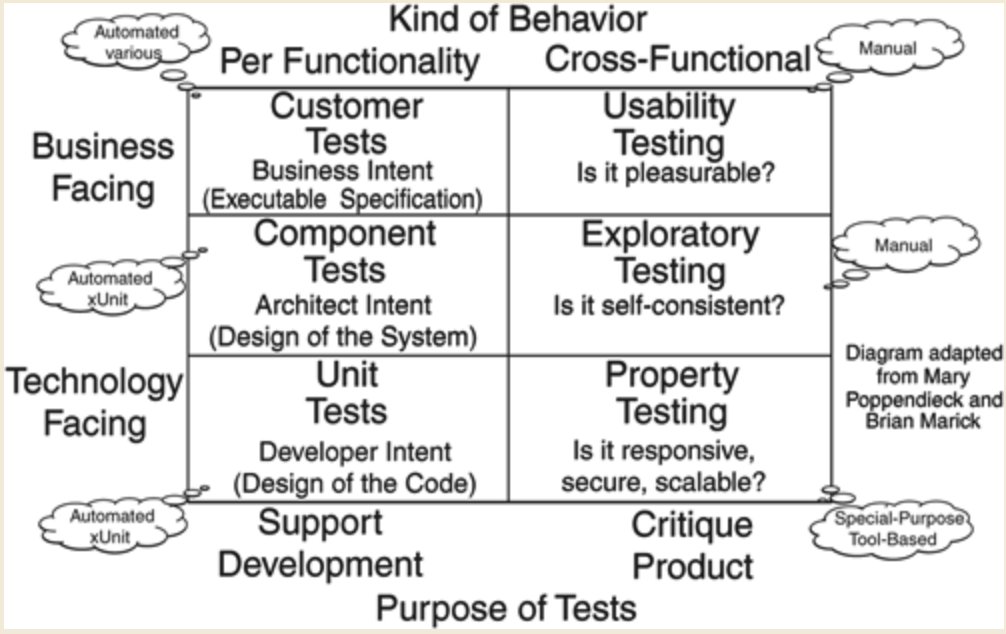 Kind of Behavior
Automated
various
Per Functionality
Cross-Functional
Manual
Business
Facing
Customer
Tests
Business Intent
(Executable Specification)
Usability
Testing
Is it pleasurable?
Automated
xUnit
Component
Tests
Architect Intent
(Design of the System)
Exploratory
Testing
Is it self-consistent?
Manual
Technology
Facing
Unit
Tests
Developer Intent
(Design of the Code)
Property
Testing
Is it responsive,
secure, scalable?
Diagram adapted
from Mary
Poppendieck and
Brian Marick
Automated
xUnit
Support
Development
Critique
Product
Special-Purpose
Tool-Based
Purpose of Tests